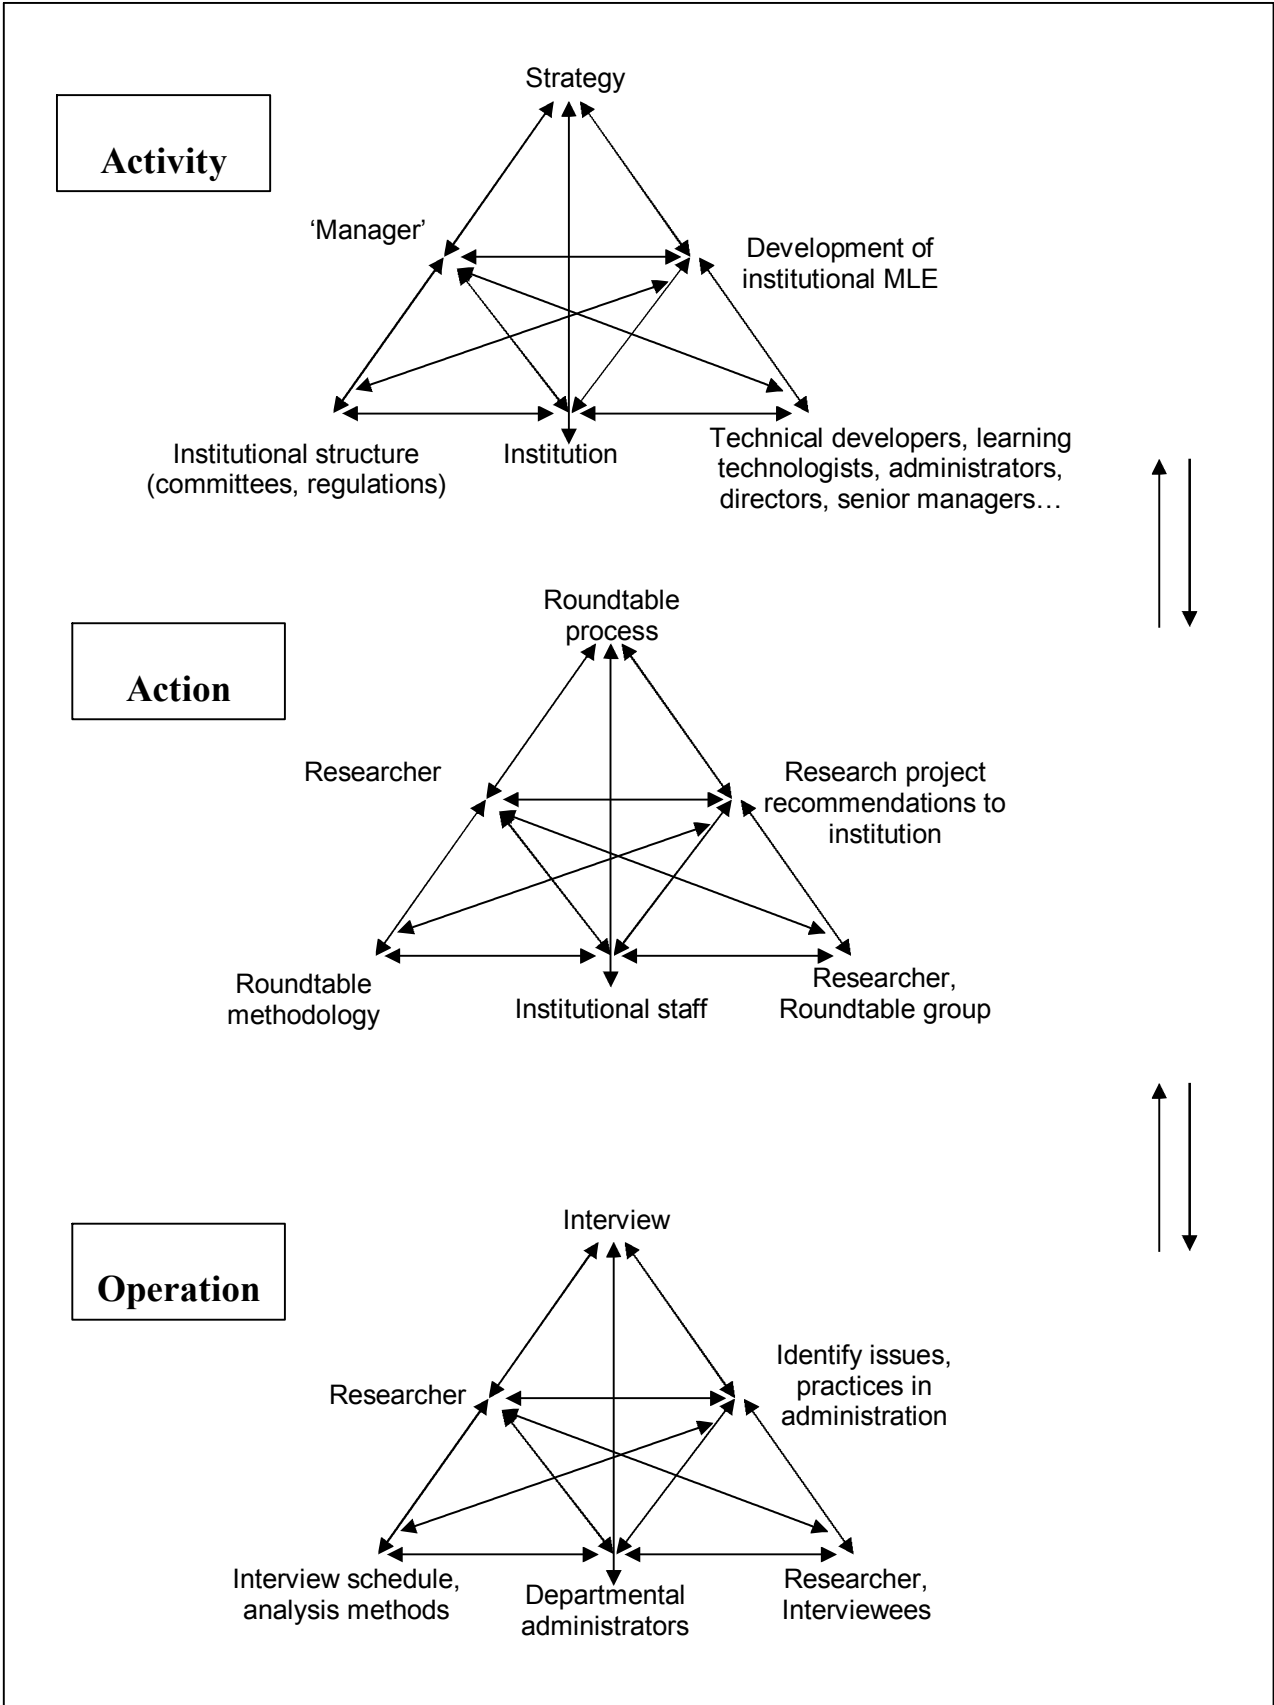 Strategy
Activity
‘Manager’
Development of
institutional MLE
Institutional structure
(committees, regulations)
Institution
Technical developers, learning
technologists, administrators,
directors, senior managers…
Roundtable
process
Action
Researcher
Research project
recommendations to
institution
Roundtable
methodology
Institutional staff
Researcher,
Roundtable group
Interview
Operation
Researcher
Identify issues,
practices in
administration
Interview schedule,
analysis methods
Departmental
administrators
Researcher,
Interviewees